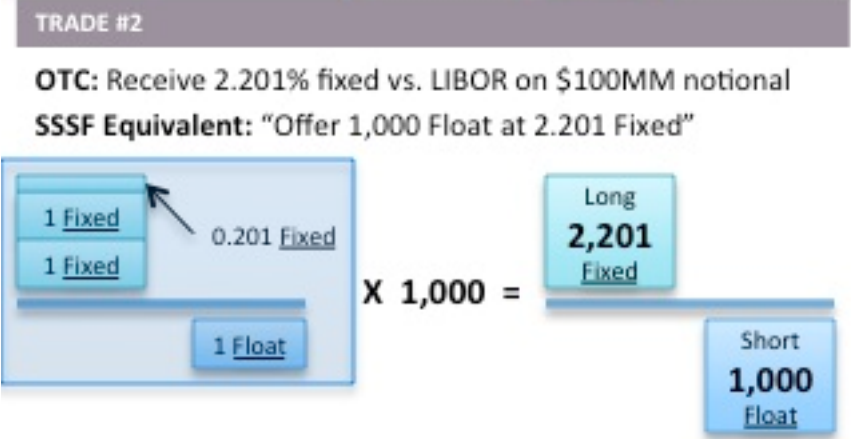 TRADE #2
OTC: Receive 2.201% fixed vs. LIBOR on $100MM notional
SSSF Equivalent: “Offer 1,000 Float at 2.201 Fixed”
1 Fixed
0.201 Fixed
1 Fixed
1 Float
X 1,000 =
Long
2,201
Fixed
Short
1,000
Float